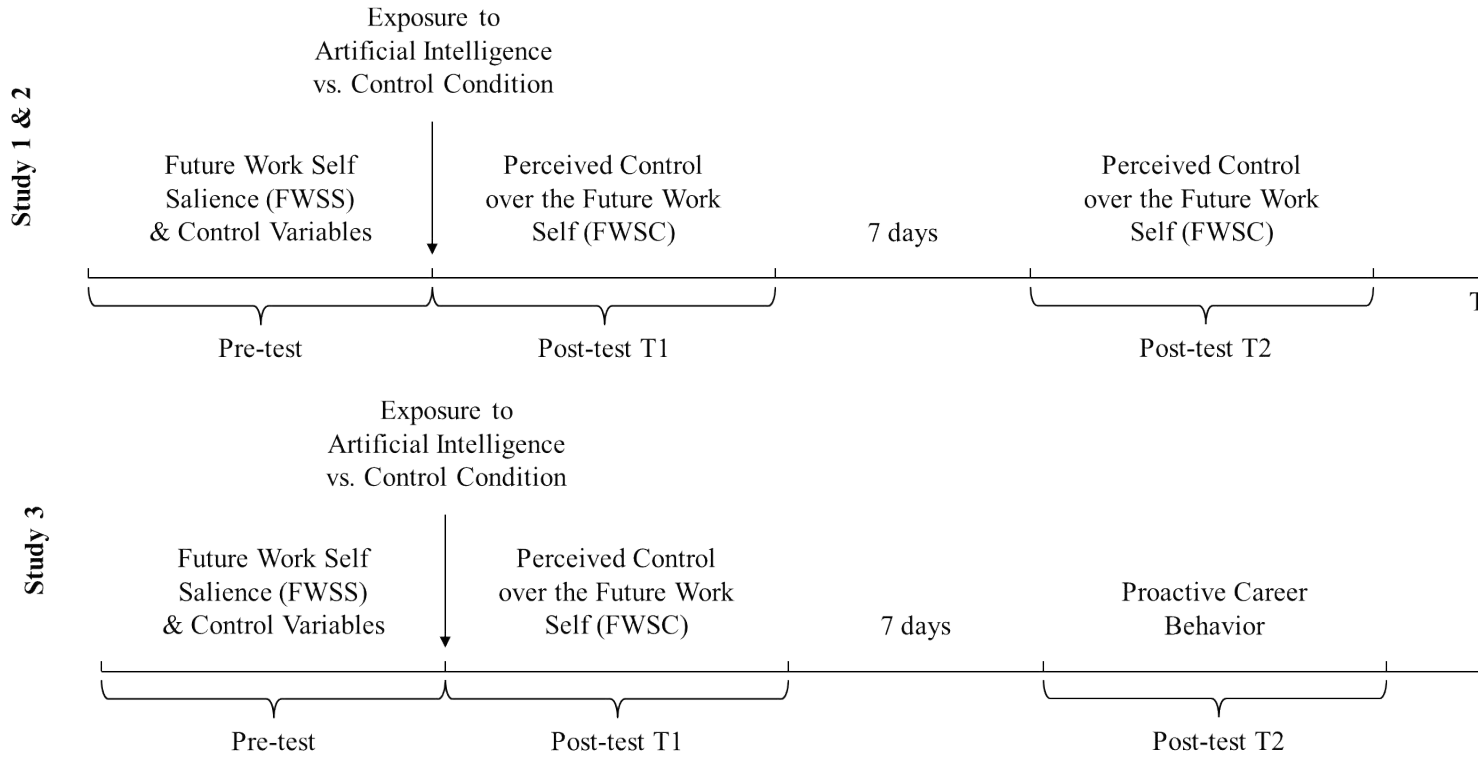 Study 1 & 2
Exposure to
Artificial Intelligence
vs. Control Condition
Future Work Self
Salience (FWSS)
& Control Variables
Perceived Control
over the Future Work
Self (FWSC)
7 days
Perceived Control
over the Future Work
Self (FWSC)
Pre-test
Post-test T1
Post-test T2
Study 3
Exposure to
Artificial Intelligence
vs. Control Condition
Future Work Self
Salience (FWSS)
& Control Variables
Perceived Control
over the Future Work
Self (FWSC)
7 days
Proactive Career
Behavior
Pre-test
Post-test T1
Post-test T2